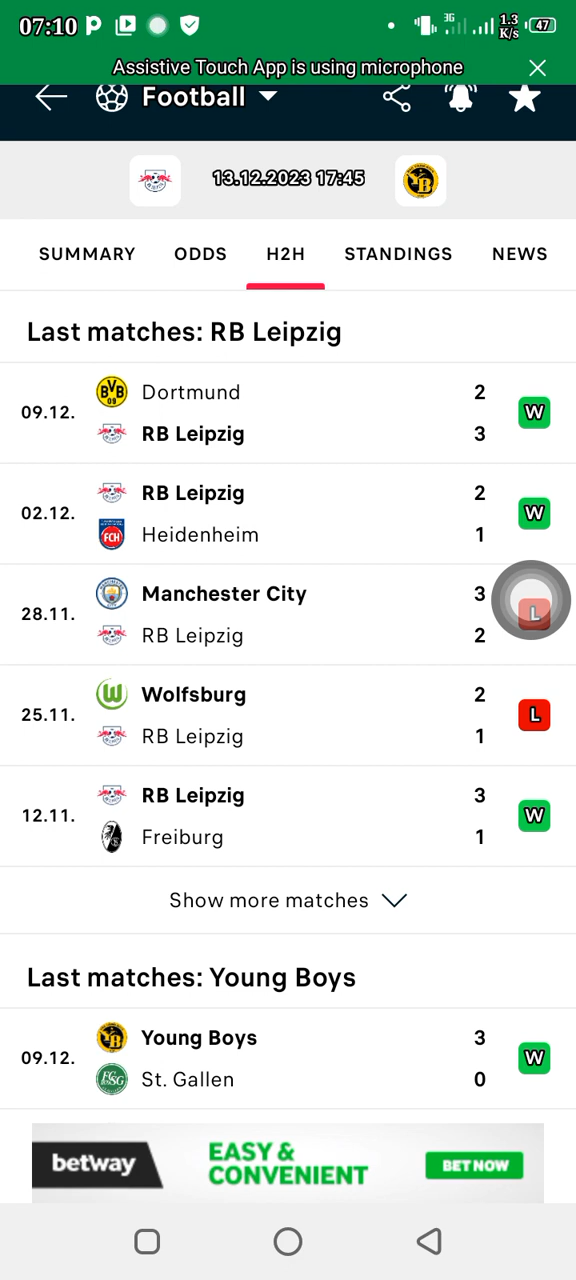 07:10
3G
1.3
K/s
47
Assistive Touch App is using microphone
Football
13.12.2023 17:45
SUMMARY ODDS H2H STANDINGS NEWS
Last matches: RB Leipzig
09.12.
Dortmund 2
RB Leipzig 3
W
02.12.
RB Leipzig 2
Heidenheim 1
W
28.11.
Manchester City 3
RB Leipzig 2
L
25.11.
Wolfsburg 2
RB Leipzig 1
L
12.11.
RB Leipzig 3
Freiburg 1
W
Show more matches
Last matches: Young Boys
09.12.
Young Boys 3
St. Gallen 0
W
betway
EASY &
CONVENIENT
BET NOW